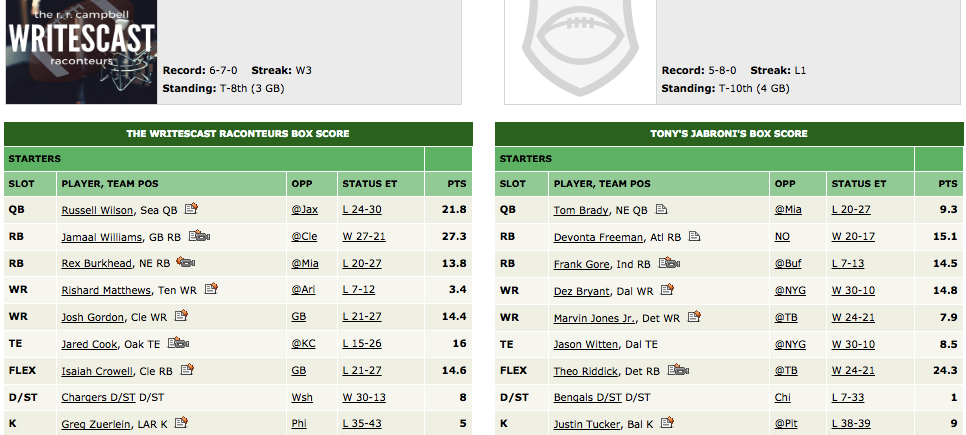 the r. r. campbell
WRITESCAST
raconteurs
Record: 6-7-0 Streak: W3
Standing: T-8th (3 GB)
Record: 5-8-0 Streak: L1
Standing: T-10th (4 GB)
THE WRITESCAST RACONTEURS BOX SCORE
STARTERS
SLOT PLAYER, TEAM POS OPP STATUS ET PTS
QB Russell Wilson, Sea QB @Jax L 24-30 21.8
RB Jamaal Williams, GB RB @Cle W 27-21 27.3
RB Rex Burkhead, NE RB @Mia L 20-27 13.8
WR Rishard Matthews, Ten WR @Ari L 7-12 3.4
WR Josh Gordon, Cle WR GB L 21-27 14.4
TE Jared Cook, Oak TE @KC L 15-26 16
FLEX Isaiah Crowell, Cle RB GB L 21-27 14.6
D/ST Chargers D/ST D/ST Wsh W 30-13 8
K Greg Zuerlein, LAR K Phi L 35-43 5
TONY'S JABRONI'S BOX SCORE
STARTERS
SLOT PLAYER, TEAM POS OPP STATUS ET PTS
QB Tom Brady, NE QB @Mia L 20-27 9.3
RB Devonta Freeman, Atl RB NO W 20-17 15.1
RB Frank Gore, Ind RB @Buf L 7-13 14.5
WR Dez Bryant, Dal WR @NYG W 30-10 14.8
WR Marvin Jones Jr., Det WR @TB W 24-21 7.9
TE Jason Witten, Dal TE @NYG W 30-10 8.5
FLEX Theo Riddick, Det RB @TB W 24-21 24.3
D/ST Bengals D/ST D/ST Chi L 7-33 1
K Justin Tucker, Bal K @Pit L 38-39 9